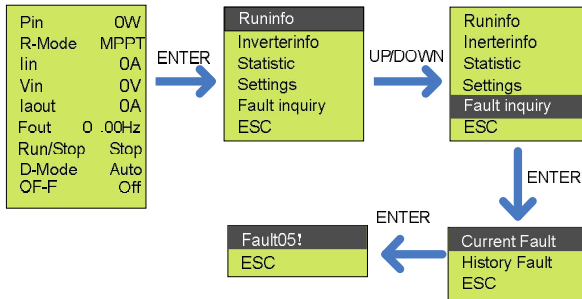 Pin 0W
R-Mode MPPT
Iin 0A
Vin 0V
Iaout 0A
Fout 0 .00Hz
Run/Stop Stop
D-Mode Auto
OF-F Off
ENTER
Runinfo
Inverterinfo
Statistic
Settings
Fault inquiry
ESC
UP/DOWN
Runinfo
Inerterinfo
Statistic
Settings
Fault inquiry
ESC
ENTER
Current Fault
History Fault
ESC
ENTER
Fault05!
ESC